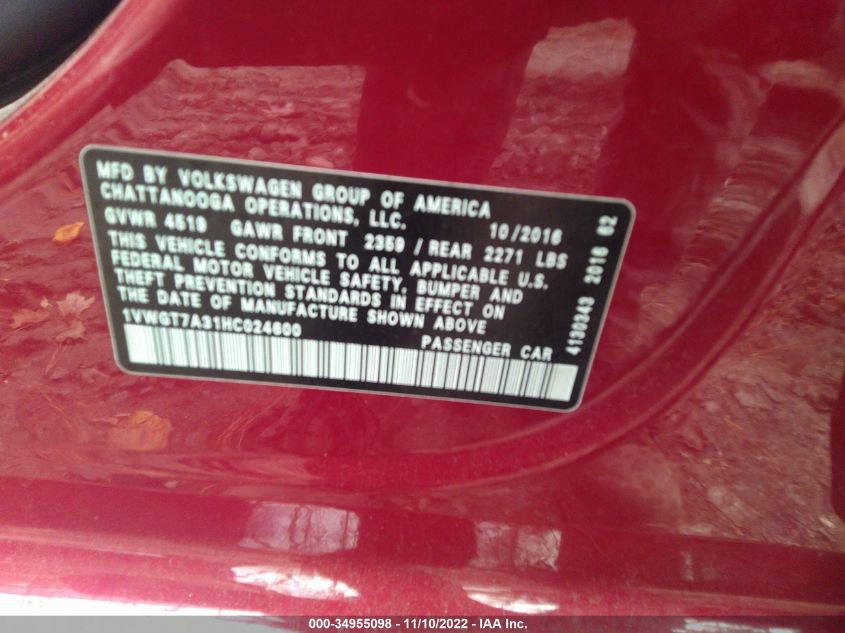 MFD BY VOLKSWAGEN GROUP OF AMERICA
CHATTANOOGA OPERATIONS, LLC.
10/2016
GVWR 4519 GAWR FRONT 2359 / REAR 2271 LBS
THIS VEHICLE CONFORMS TO ALL APPLICABLE U.S.
FEDERAL MOTOR VEHICLE SAFETY, BUMPER AND
THEFT PREVENTION STANDARDS IN EFFECT ON
THE DATE OF MANUFACTURE SHOWN ABOVE
1VWGT7A31HC024600
PASSENGER CAR
4130343 2016 62
000-34955098 - 11/10/2022 - IAA Inc.